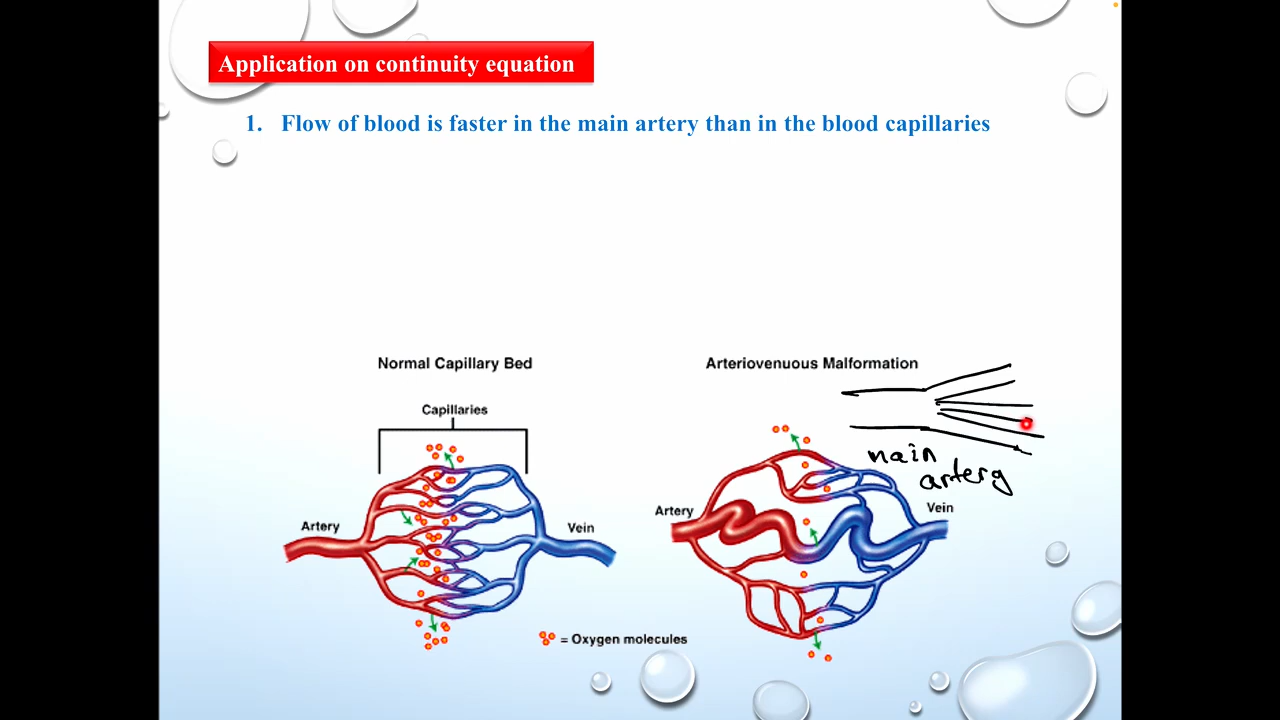 Application on continuity equation
1. Flow of blood is faster in the main artery than in the blood capillaries
Normal Capillary Bed
Capillaries
Artery
Vein
Arteriovenuous Malformation
main
artery
Artery
Vein
= Oxygen molecules